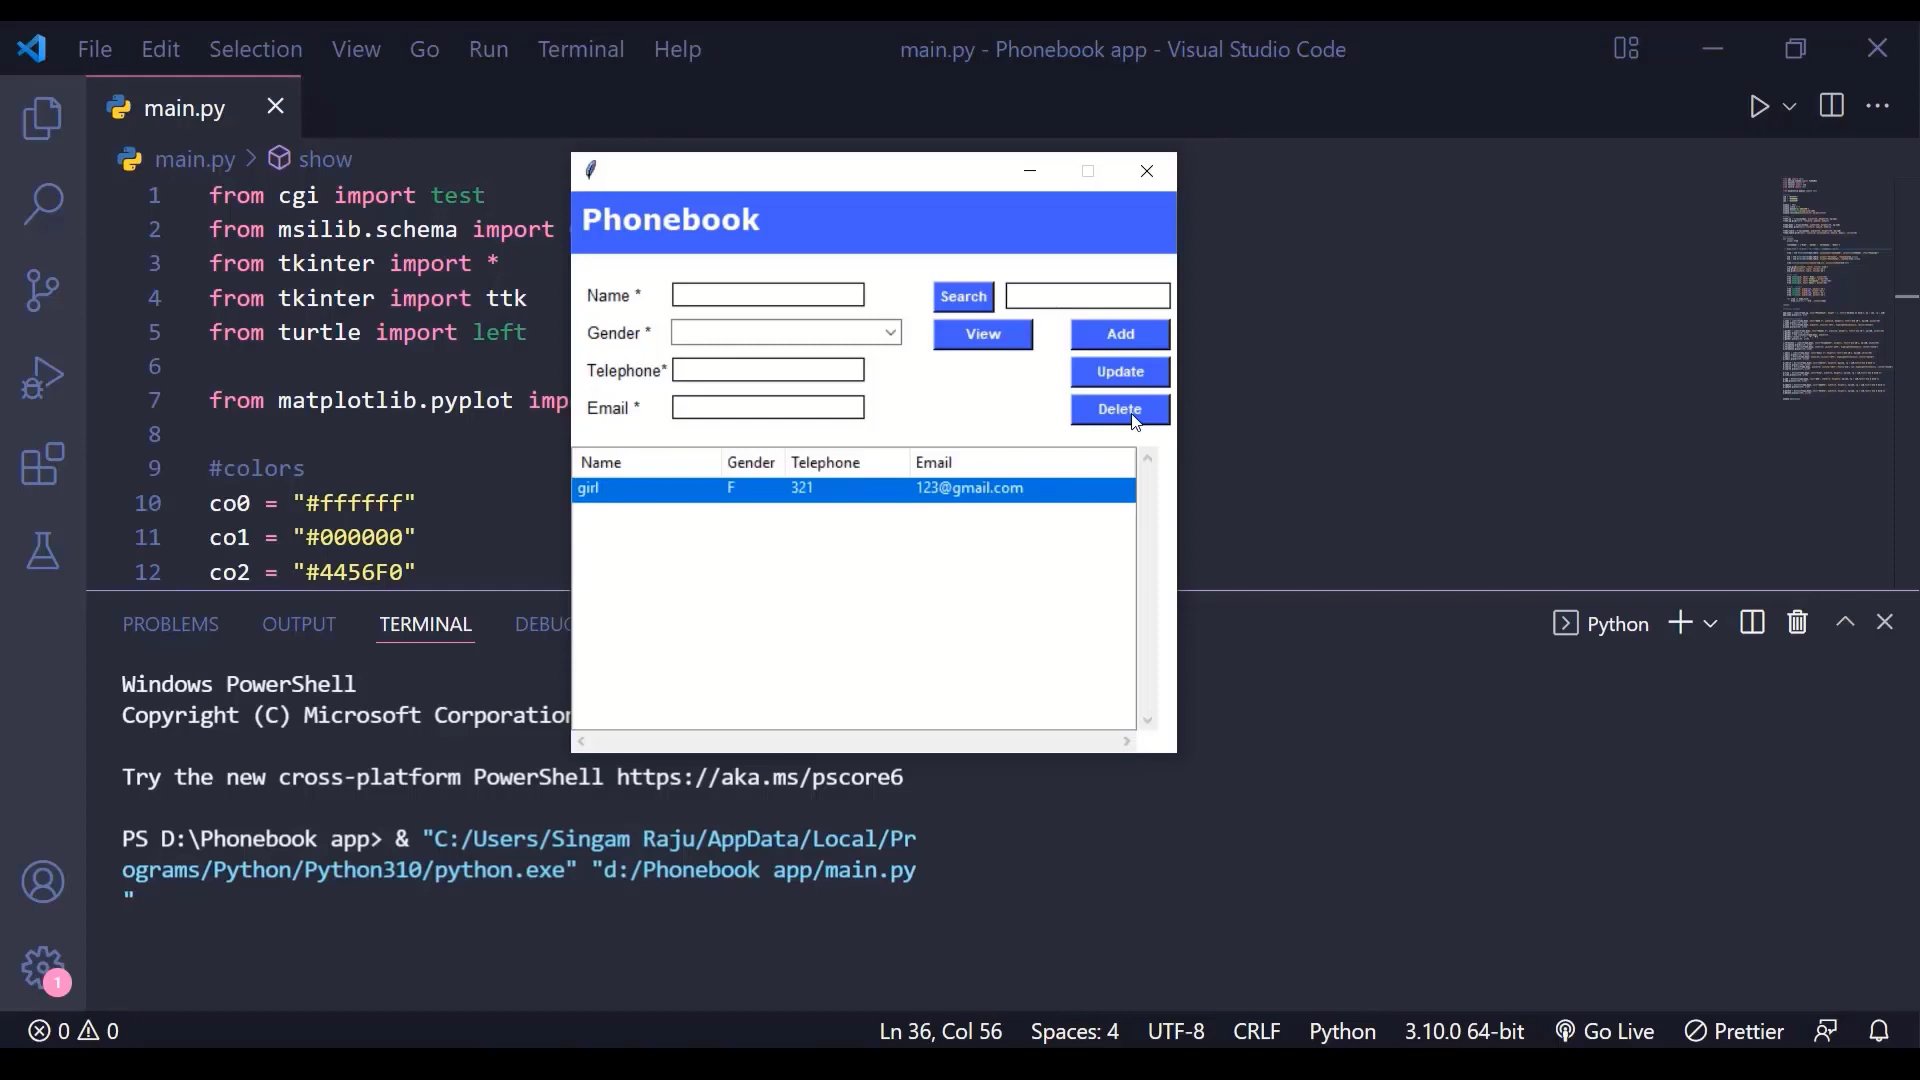 File Edit Selection View Go Run Terminal Help main.py - Phonebook app - Visual Studio Code
main.py
main.py > show
1 from cgi import test
2 from msilib.schema import
3 from tkinter import *
4 from tkinter import ttk
5 from turtle import left
6
7 from matplotlib.pyplot imp
8
9 #colors
10 co0 = "#ffffff"
11 co1 = "#000000"
12 co2 = "#4456F0"
Phonebook
Name * Search
Gender * View Add
Telephone* Update
Email * Delete
Name Gender Telephone Email
girl F 321 123@gmail.com
PROBLEMS OUTPUT TERMINAL DEBUG Python
Windows PowerShell
Copyright (C) Microsoft Corporation
Try the new cross-platform PowerShell https://aka.ms/pscore6
PS D:\Phonebook app> & "C:/Users/Singam Raju/AppData/Local/Pr
ograms/Python/Python310/python.exe" "d:/Phonebook app/main.py
"
1
0 0 Ln 36, Col 56 Spaces: 4 UTF-8 CRLF Python 3.10.0 64-bit Go Live Prettier